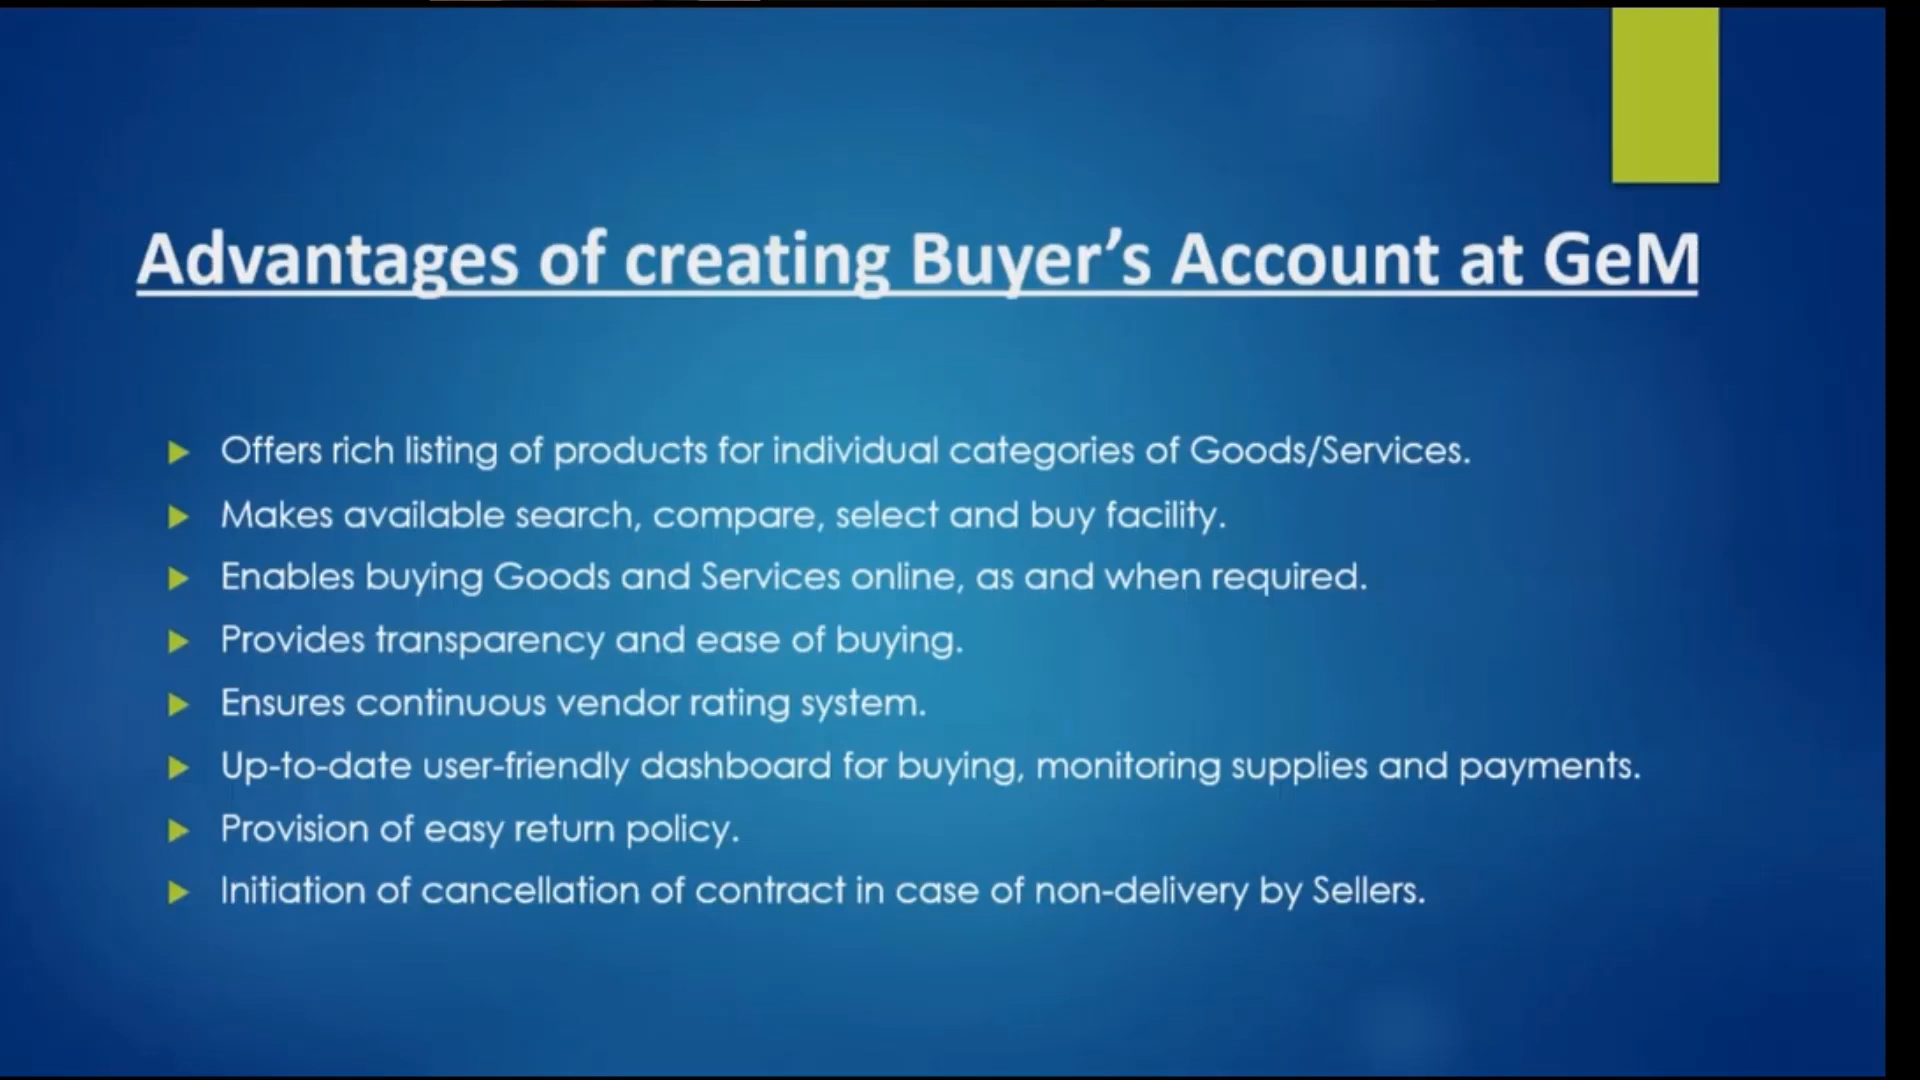 Advantages of creating Buyer’s Account at GeM
Offers rich listing of products for individual categories of Goods/Services.
Makes available search, compare, select and buy facility.
Enables buying Goods and Services online, as and when required.
Provides transparency and ease of buying.
Ensures continuous vendor rating system.
Up-to-date user-friendly dashboard for buying, monitoring supplies and payments.
Provision of easy return policy.
Initiation of cancellation of contract in case of non-delivery by Sellers.